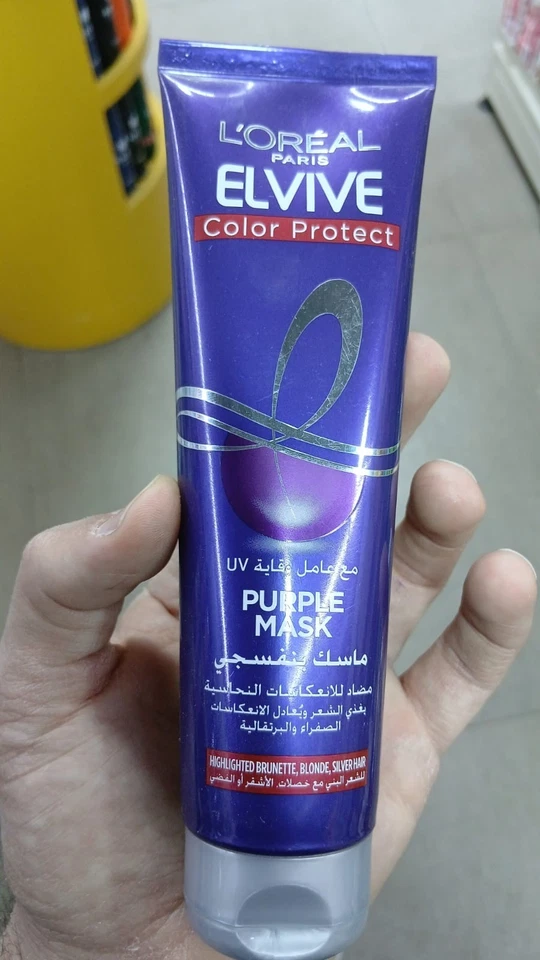 L'ORÉAL
PARIS
ELVIVE
Color Protect
مع عامل وقاية UV
PURPLE
MASK
ماسك بنفسجي
مضاد للانعكاسات النحاسية
يغذي الشعر ويُعادل الانعكاسات
الصفراء والبرتقالية
HIGHLIGHTED BRUNETTE, BLONDE, SILVER HAIR
للشعر البني مع خصلات، الأشقر أو الفضي